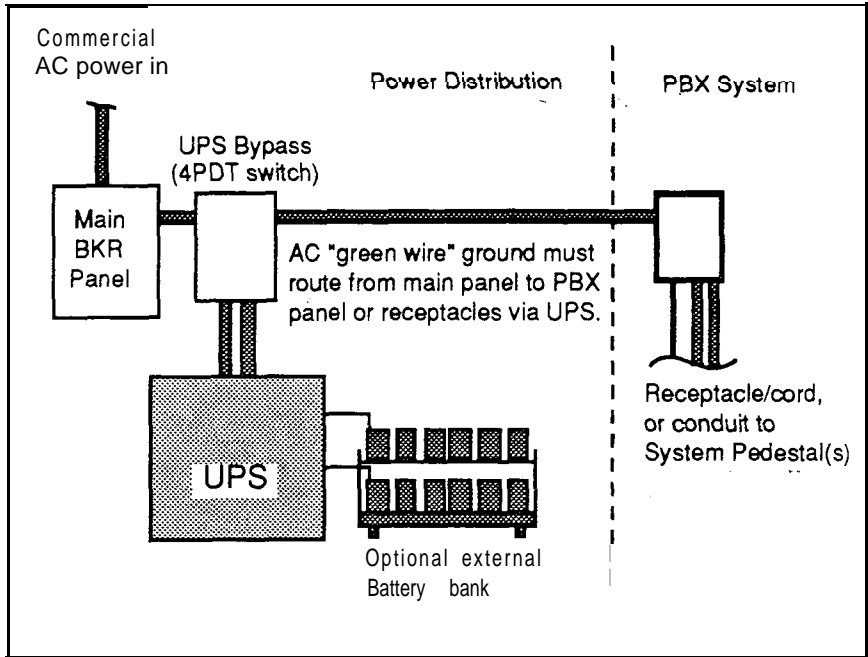 Commercial
AC power in
Power Distribution
PBX System
UPS Bypass
(4PDT switch)
Main
BKR
Panel
AC "green wire" ground must
route from main panel to PBX
panel or receptacles via UPS.
Receptacle/cord,
or conduit to
System Pedestal(s)
UPS
Optional external
Battery bank